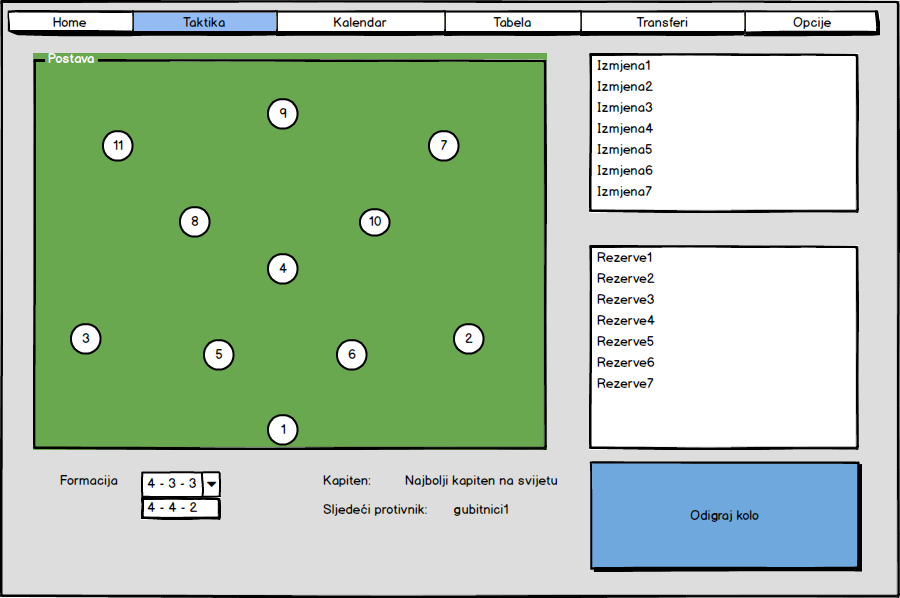 Home Taktika Kalendar Tabela Transferi Opcije
Postava
9
11 7
8 10
4
3 2
5 6
1
Izmjena1
Izmjena2
Izmjena3
Izmjena4
Izmjena5
Izmjena6
Izmjena7
Rezerve1
Rezerve2
Rezerve3
Rezerve4
Rezerve5
Rezerve6
Rezerve7
Formacija 4 - 3 - 3
4 - 4 - 2
Kapiten: Najbolji kapiten na svijetu
Sljedeći protivnik: gubitnici1
Odigraj kolo